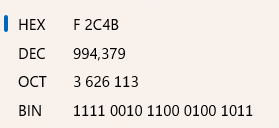 HEX F 2C4B
DEC 994,379
OCT 3 626 113
BIN 1111 0010 1100 0100 1011